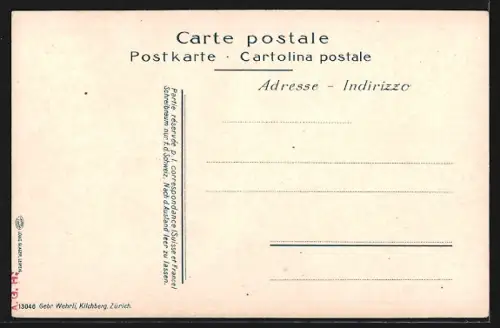 Carte postale
Postkarte · Cartolina postale
Adresse - Indirizzo
Partie réservée p. l. correspondance (Suisse et France)
Schreibraum nur f. d. Schweiz. Nach d. Ausland leer zu lassen.
A. G. H.
13046 Gebr Wehrli, Kilchberg, Zürich.